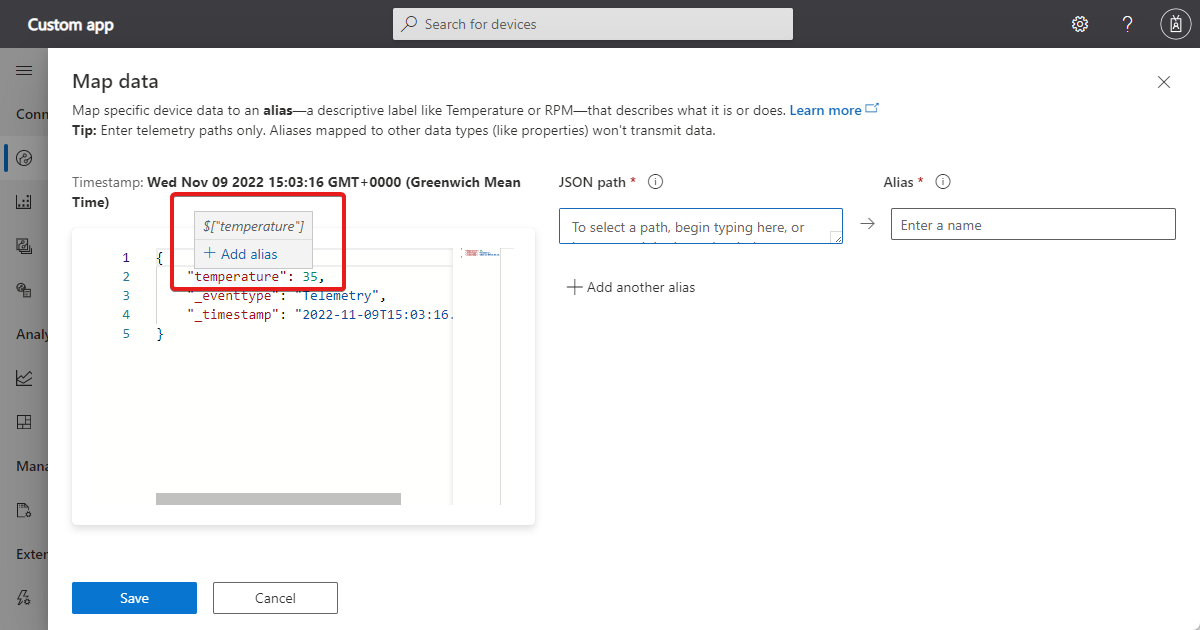 Custom app
Search for devices
?
Map data
Map specific device data to an alias—a descriptive label like Temperature or RPM—that describes what it is or does. Learn more
Tip: Enter telemetry paths only. Aliases mapped to other data types (like properties) won't transmit data.
Conn
Analy
Mana
Exter
Timestamp: Wed Nov 09 2022 15:03:16 GMT+0000 (Greenwich Mean
Time)
$["temperature"]
+ Add alias
1 {
2 "temperature": 35,
3 "_eventtype": "Telemetry",
4 "_timestamp": "2022-11-09T15:03:16.
5 }
JSON path *
To select a path, begin typing here, or
Alias *
Enter a name
+ Add another alias
Save
Cancel